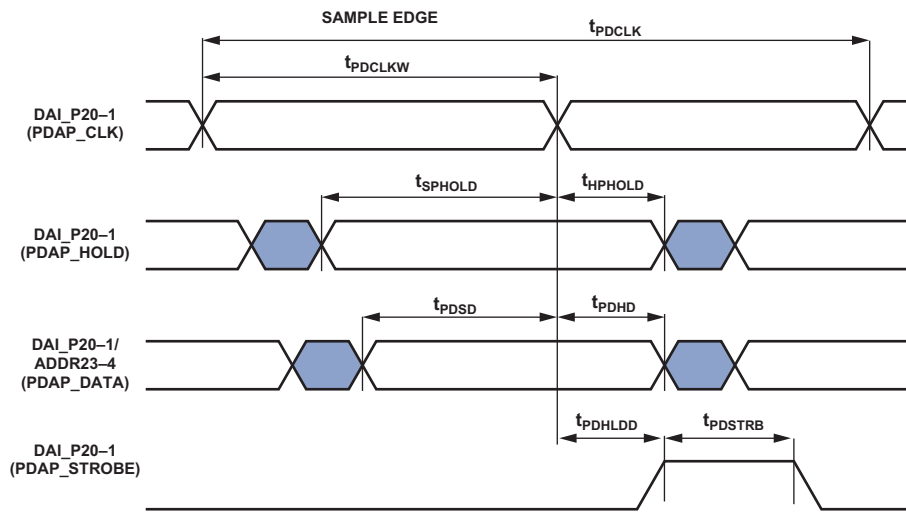 SAMPLE EDGE
tPDCLK
tPDCLKW
DAI_P20–1
(PDAP_CLK)
tSPHOLD
tHPHOLD
DAI_P20–1
(PDAP_HOLD)
tPDSD
tPDHD
DAI_P20–1/
ADDR23–4
(PDAP_DATA)
tPDHLDD
tPDSTRB
DAI_P20–1
(PDAP_STROBE)